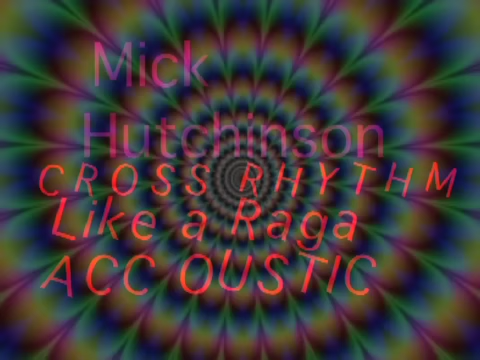 Mick
Hutchinson
CROSS RHYTHM
Like a Raga
ACC OUSTIC